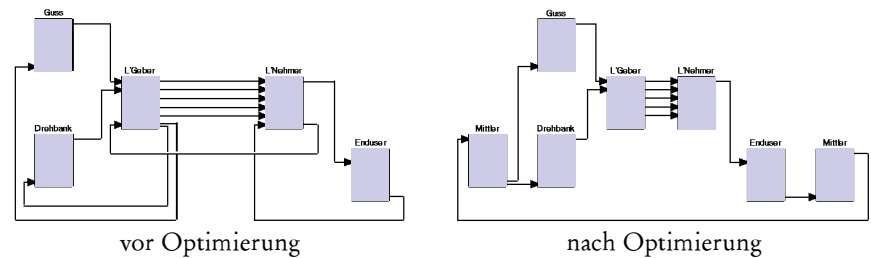 Guss
L'Geber
L'Nehmer
Drehbank
Enduser
vor Optimierung
Guss
L'Geber
L'Nehmer
Mittler
Drehbank
Enduser
Mittler
nach Optimierung